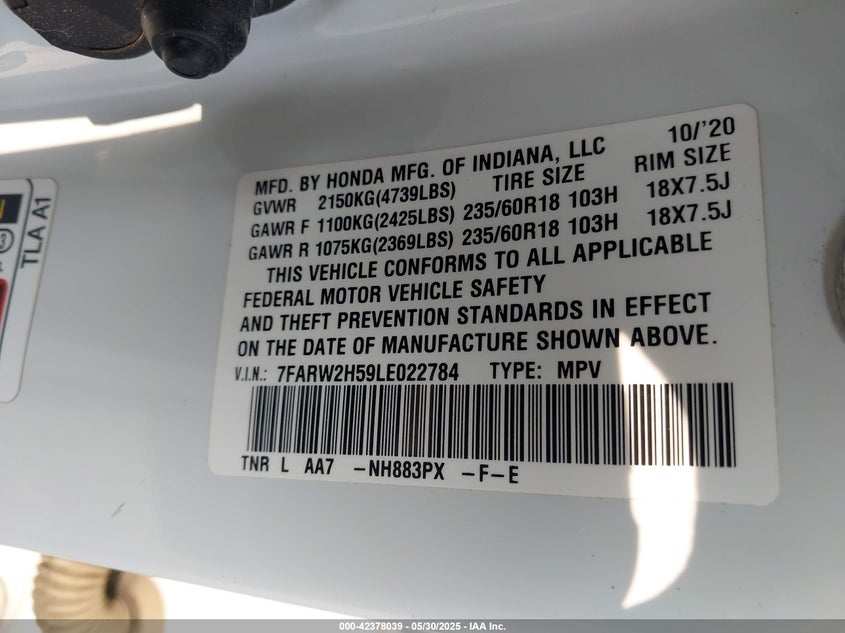 10/'20
MFD. BY HONDA MFG. OF INDIANA, LLC
GVWR 2150KG(4739LBS) TIRE SIZE RIM SIZE
GAWR F 1100KG(2425LBS) 235/60R18 103H 18X7.5J
GAWR R 1075KG(2369LBS) 235/60R18 103H 18X7.5J
THIS VEHICLE CONFORMS TO ALL APPLICABLE
FEDERAL MOTOR VEHICLE SAFETY
AND THEFT PREVENTION STANDARDS IN EFFECT
ON THE DATE OF MANUFACTURE SHOWN ABOVE.
V.I.N.: 7FARW2H59LE022784 TYPE: MPV
TNR L AA7 -NH883PX -F-E
TLA A1
000-42378039 — 05/30/2025 — IAA Inc.